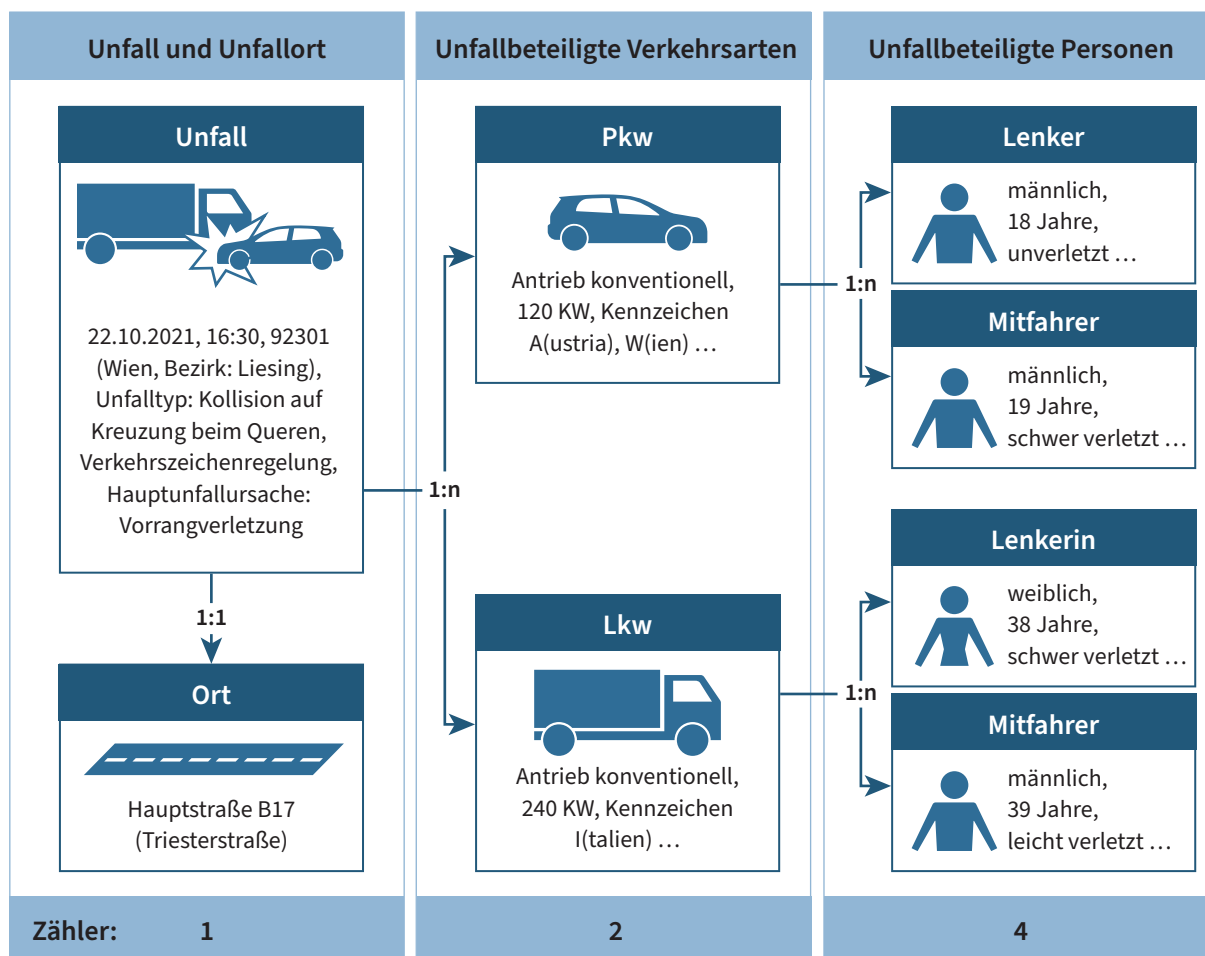 Unfall und Unfallort
Unfall
22.10.2021, 16:30, 92301
(Wien, Bezirk: Liesing),
Unfalltyp: Kollision auf
Kreuzung beim Queren,
Verkehrszeichenregelung,
Hauptunfallursache:
Vorrangverletzung
1:1
Ort
Hauptstraße B17
(Triesterstraße)
1:n
Unfallbeteiligte Verkehrsarten
Pkw
Antrieb konventionell,
120 KW, Kennzeichen
A(ustria), W(ien) …
Lkw
Antrieb konventionell,
240 KW, Kennzeichen
I(talien) …
Unfallbeteiligte Personen
1:n
Lenker
männlich,
18 Jahre,
unverletzt …
Mitfahrer
männlich,
19 Jahre,
schwer verletzt …
1:n
Lenkerin
weiblich,
38 Jahre,
schwer verletzt …
Mitfahrer
männlich,
39 Jahre,
leicht verletzt …
Zähler: 1 2 4